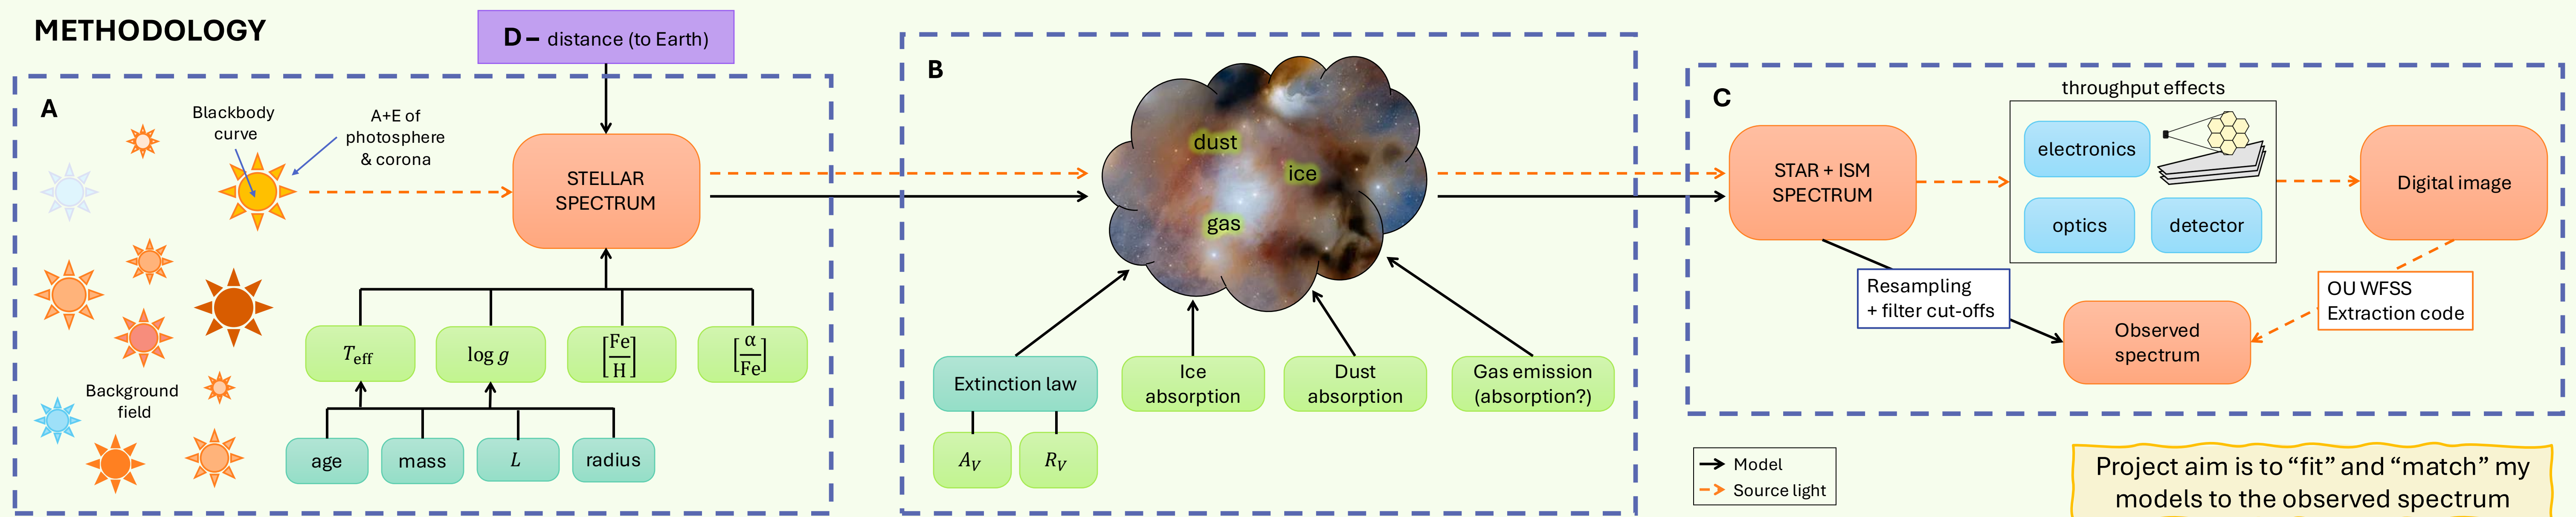 METHODOLOGY
D – distance (to Earth)
A
Blackbody
curve
A+E of
photosphere
& corona
STELLAR
SPECTRUM
T_eff
log g
[Fe/H]
[α/Fe]
Background
field
age
mass
L
radius
B
dust
ice
gas
Extinction law
Ice
absorption
Dust
absorption
Gas emission
(absorption?)
A_V
R_V
C
throughput effects
STAR + ISM
SPECTRUM
electronics
optics
detector
Digital image
Resampling
+ filter cut-offs
OU WFSS
Extraction code
Observed
spectrum
Model
Source light
Project aim is to “fit” and “match” my
models to the observed spectrum